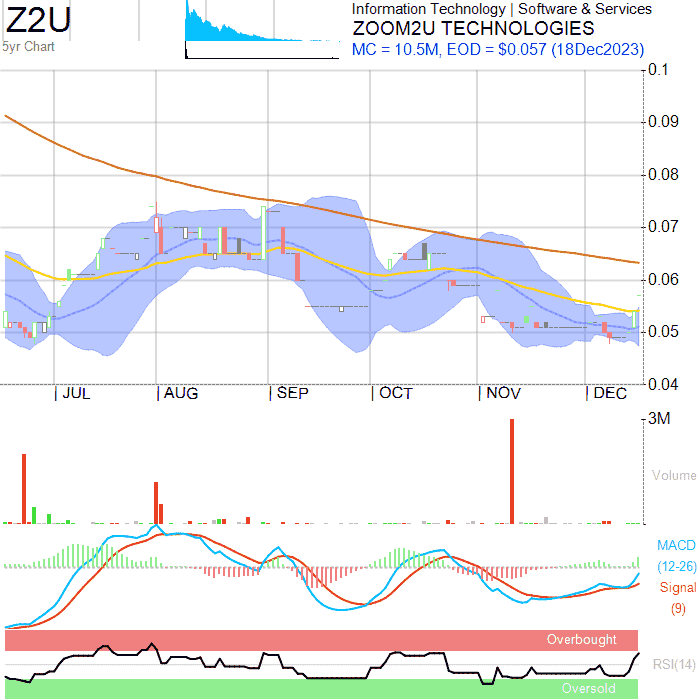 Z2U
5yr Chart
Information Technology | Software & Services
ZOOM2U TECHNOLOGIES
MC = 10.5M, EOD = $0.057 (18Dec2023)
0.1
0.09
0.08
0.07
0.06
0.05
0.04
JUL AUG SEP OCT NOV DEC
3M
Volume
MACD
(12-26)
Signal
(9)
Overbought
RSI(14)
Oversold